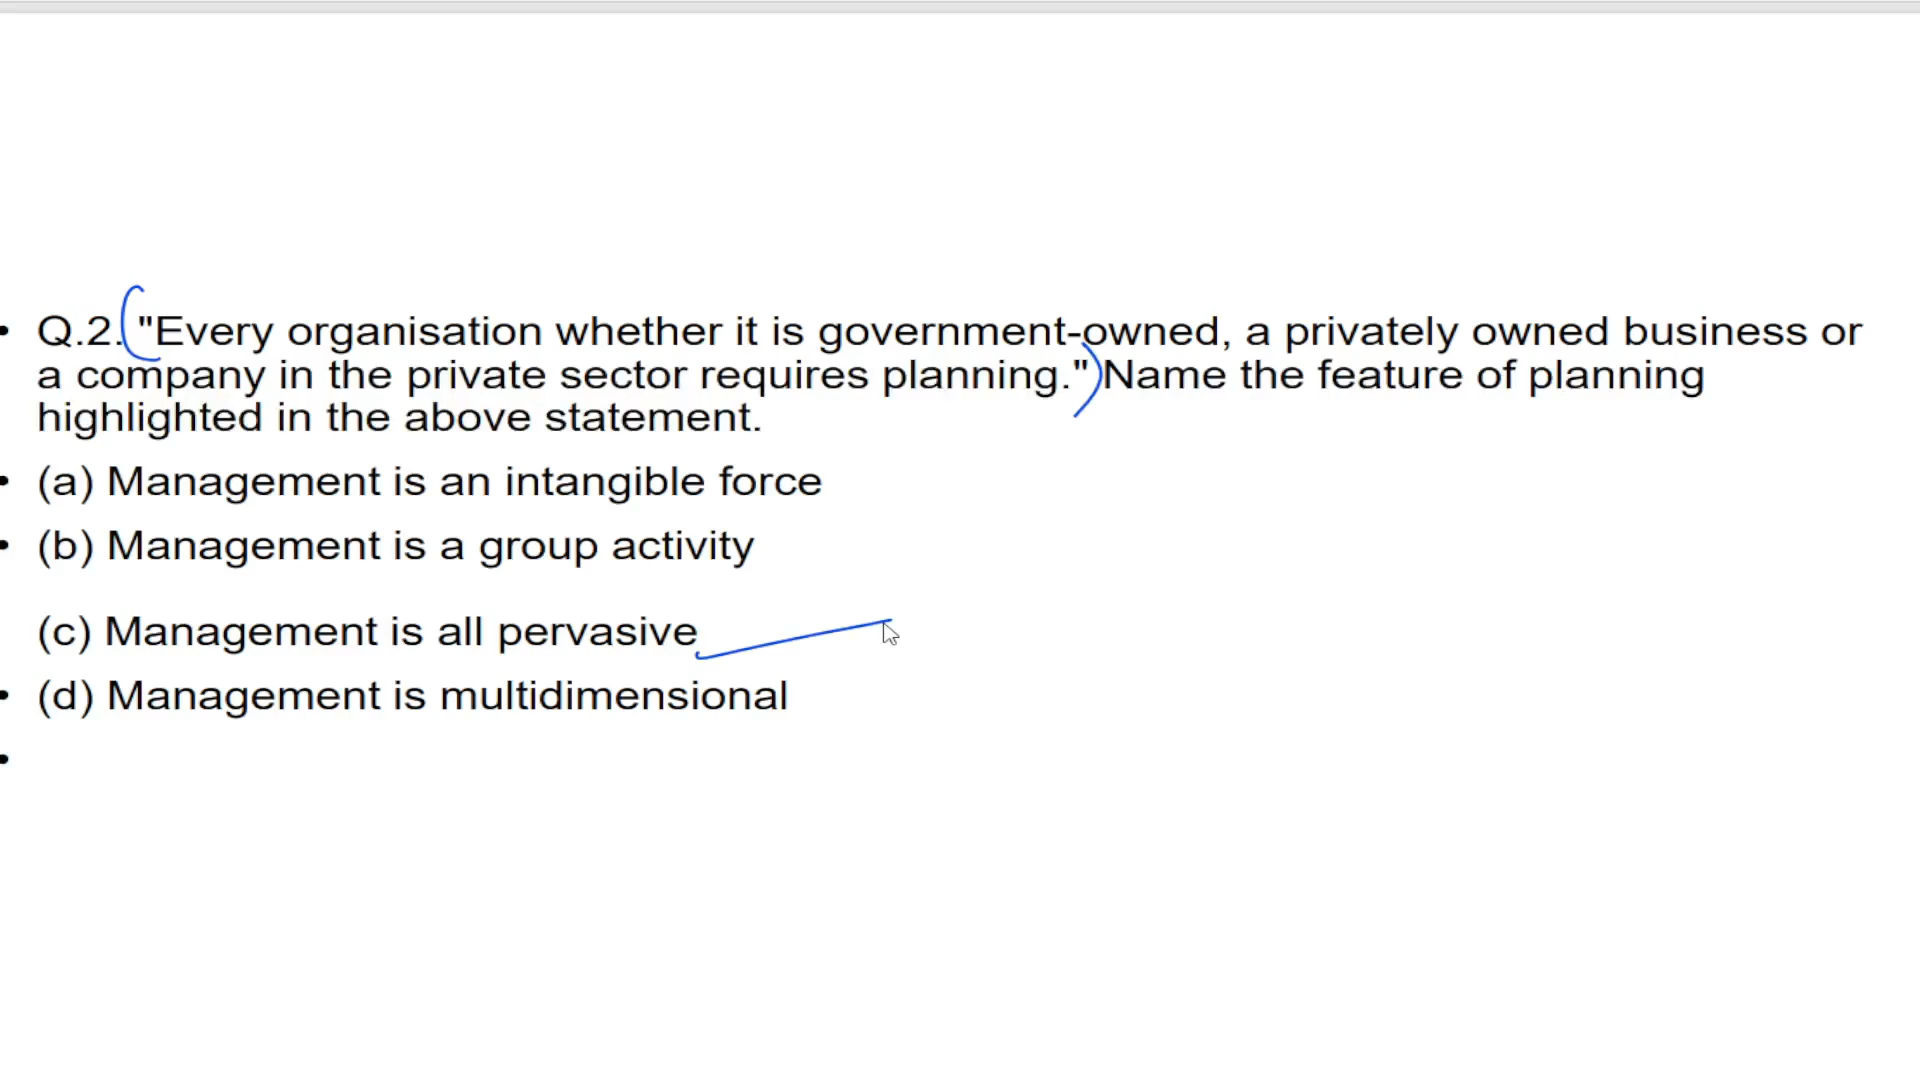 • Q.2. "Every organisation whether it is government-owned, a privately owned business or
a company in the private sector requires planning." Name the feature of planning
highlighted in the above statement.
• (a) Management is an intangible force
• (b) Management is a group activity
(c) Management is all pervasive
• (d) Management is multidimensional
•